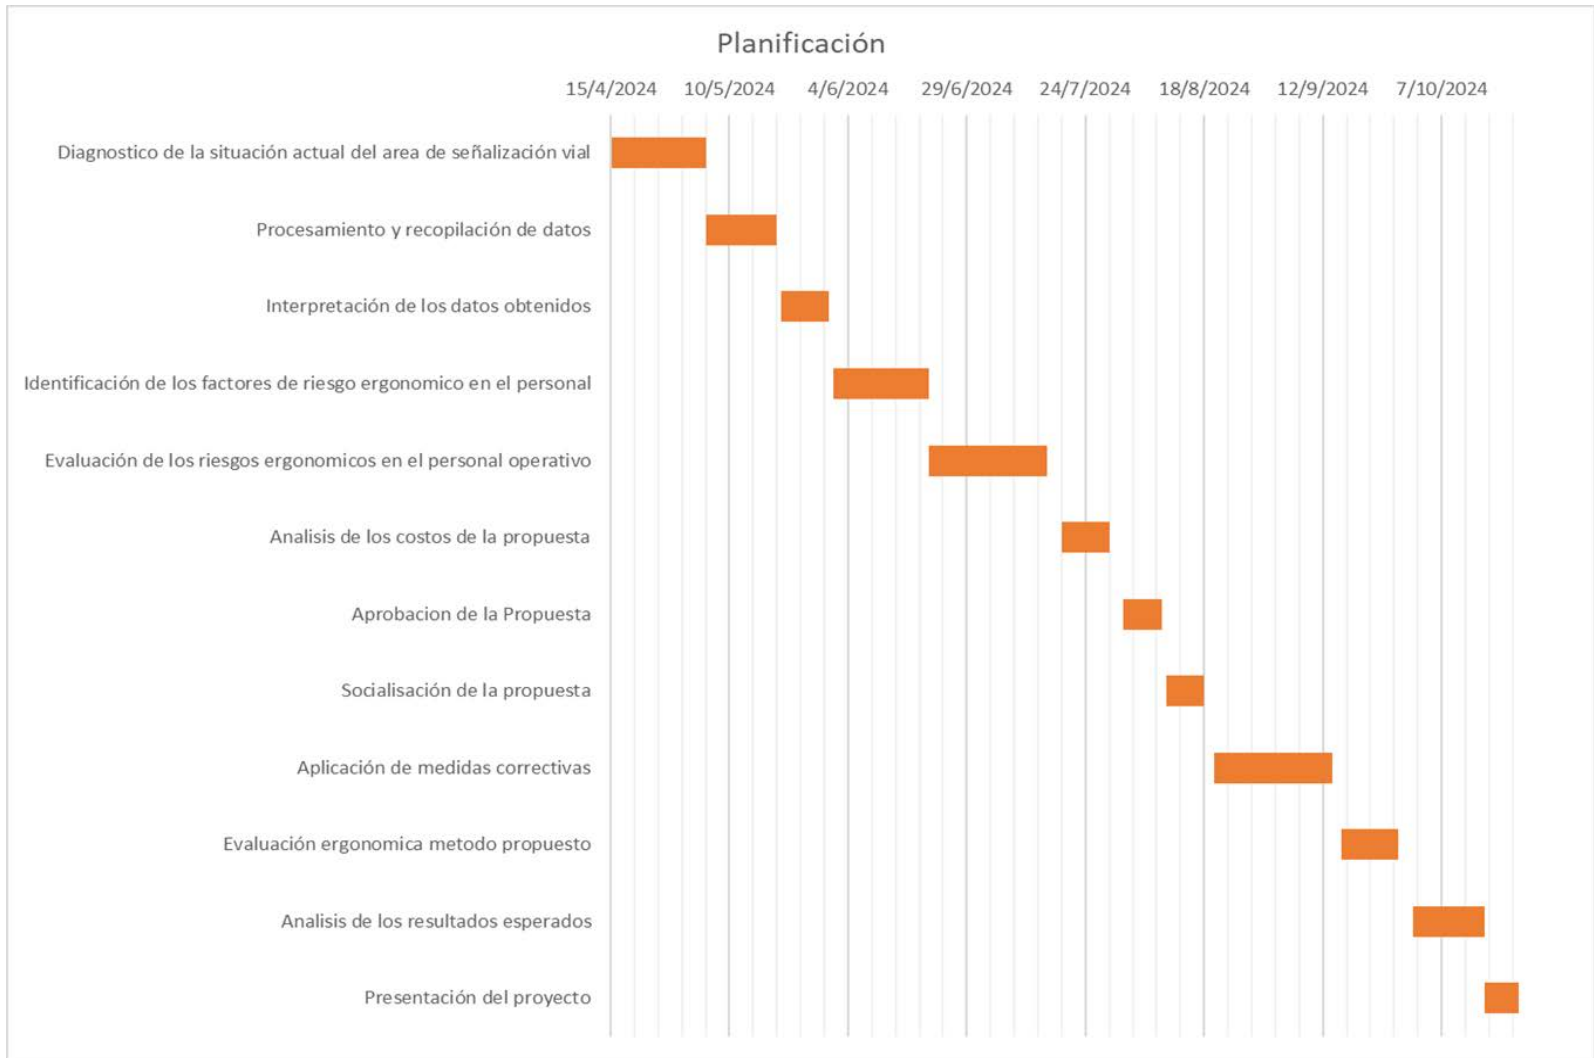 Planificación
15/4/2024 10/5/2024 4/6/2024 29/6/2024 24/7/2024 18/8/2024 12/9/2024 7/10/2024
Diagnostico de la situación actual del area de señalización vial
Procesamiento y recopilación de datos
Interpretación de los datos obtenidos
Identificación de los factores de riesgo ergonomico en el personal
Evaluación de los riesgos ergonomicos en el personal operativo
Analisis de los costos de la propuesta
Aprobacion de la Propuesta
Socialisación de la propuesta
Aplicación de medidas correctivas
Evaluación ergonomica metodo propuesto
Analisis de los resultados esperados
Presentación del proyecto